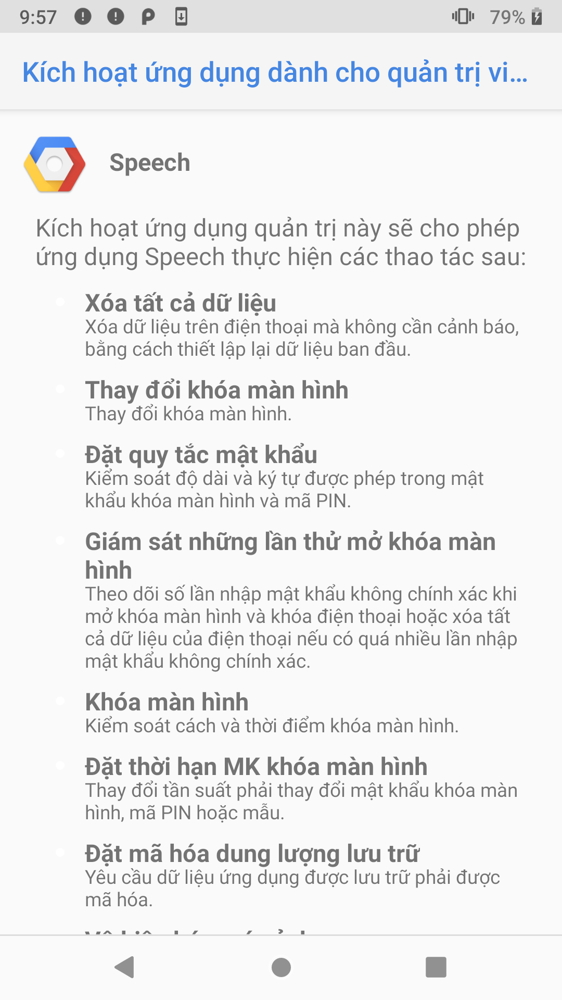 9:57
79%
Kích hoạt ứng dụng dành cho quản trị vi...
Speech
Kích hoạt ứng dụng quản trị này sẽ cho phép
ứng dụng Speech thực hiện các thao tác sau:
Xóa tất cả dữ liệu
Xóa dữ liệu trên điện thoại mà không cần cảnh báo,
bằng cách thiết lập lại dữ liệu ban đầu.
Thay đổi khóa màn hình
Thay đổi khóa màn hình.
Đặt quy tắc mật khẩu
Kiểm soát độ dài và ký tự được phép trong mật
khẩu khóa màn hình và mã PIN.
Giám sát những lần thử mở khóa màn
hình
Theo dõi số lần nhập mật khẩu không chính xác khi
mở khóa màn hình và khóa điện thoại hoặc xóa tất
cả dữ liệu của điện thoại nếu có quá nhiều lần nhập
mật khẩu không chính xác.
Khóa màn hình
Kiểm soát cách và thời điểm khóa màn hình.
Đặt thời hạn MK khóa màn hình
Thay đổi tần suất phải thay đổi mật khẩu khóa màn
hình, mã PIN hoặc mẫu.
Đặt mã hóa dung lượng lưu trữ
Yêu cầu dữ liệu ứng dụng được lưu trữ phải được
mã hóa.